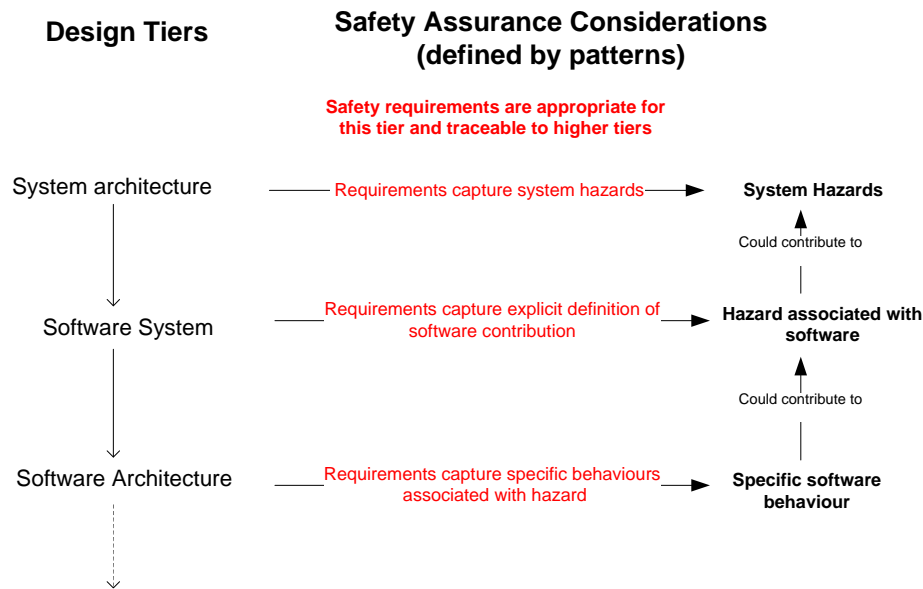 Design Tiers
Safety Assurance Considerations
(defined by patterns)
Safety requirements are appropriate for
this tier and traceable to higher tiers
System architecture
Requirements capture system hazards
System Hazards
Could contribute to
Software System
Requirements capture explicit definition of
software contribution
Hazard associated with
software
Could contribute to
Software Architecture
Requirements capture specific behaviours
associated with hazard
Specific software
behaviour